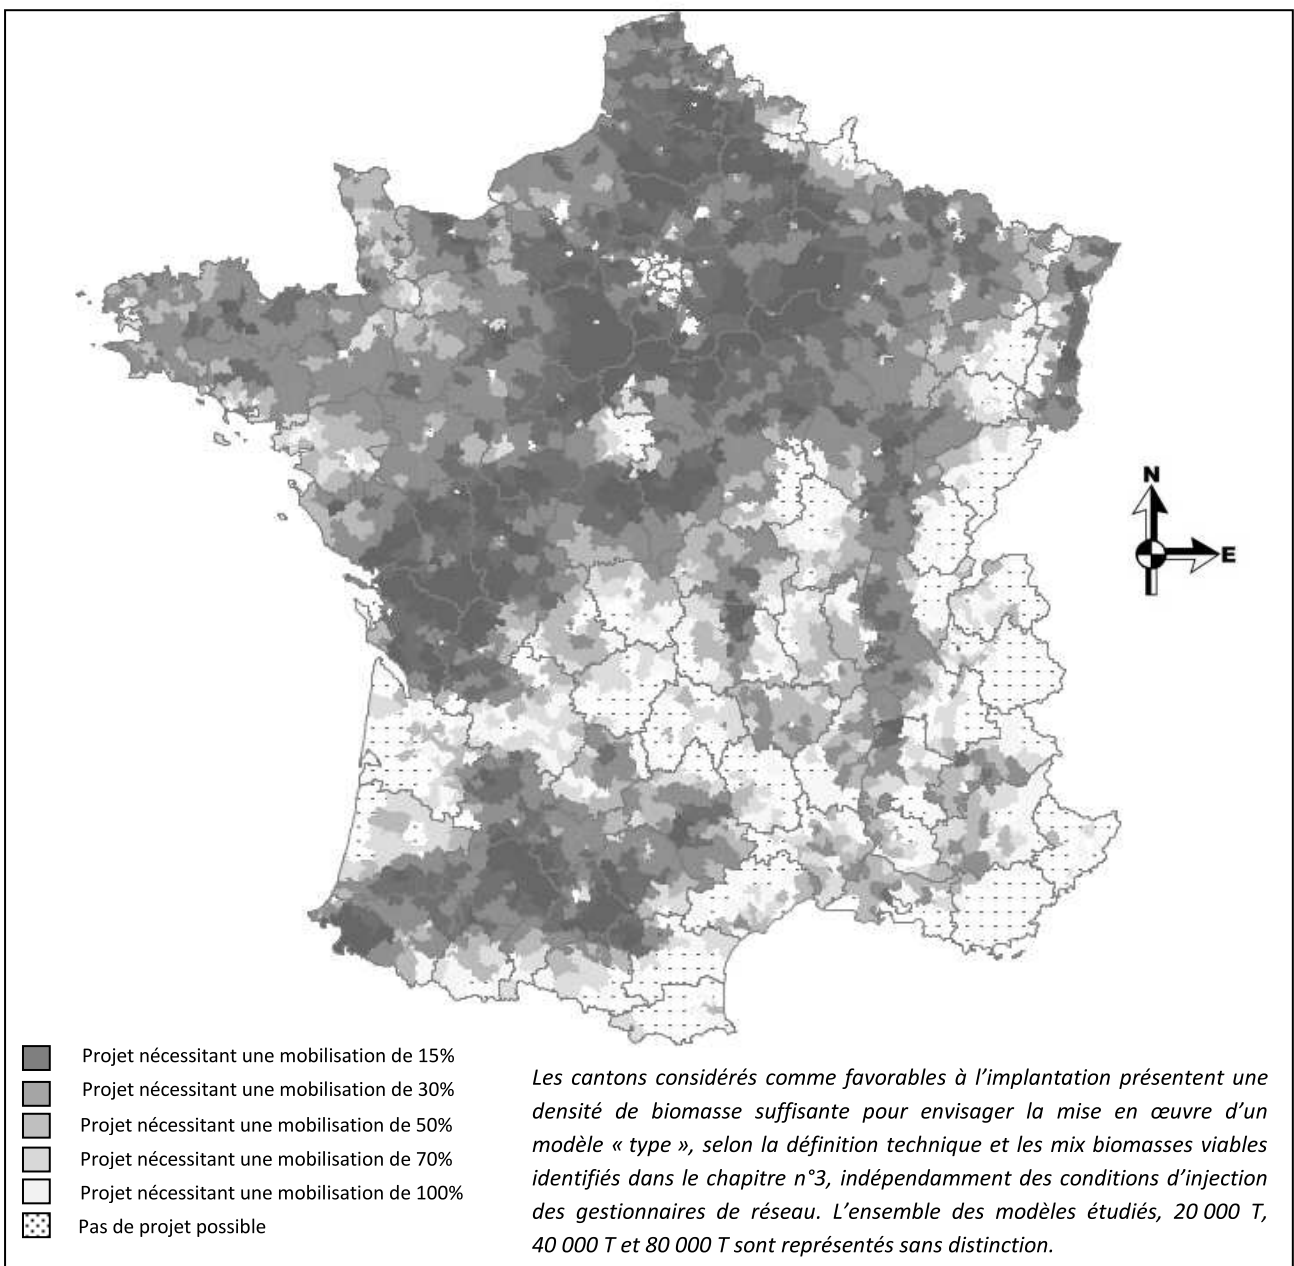 N
E
Projet nécessitant une mobilisation de 15%
Projet nécessitant une mobilisation de 30%
Projet nécessitant une mobilisation de 50%
Projet nécessitant une mobilisation de 70%
Projet nécessitant une mobilisation de 100%
Pas de projet possible
Les cantons considérés comme favorables à l’implantation présentent une
densité de biomasse suffisante pour envisager la mise en œuvre d’un
modèle « type », selon la définition technique et les mix biomasses viables
identifiés dans le chapitre n°3, indépendamment des conditions d’injection
des gestionnaires de réseau. L’ensemble des modèles étudiés, 20 000 T,
40 000 T et 80 000 T sont représentés sans distinction.